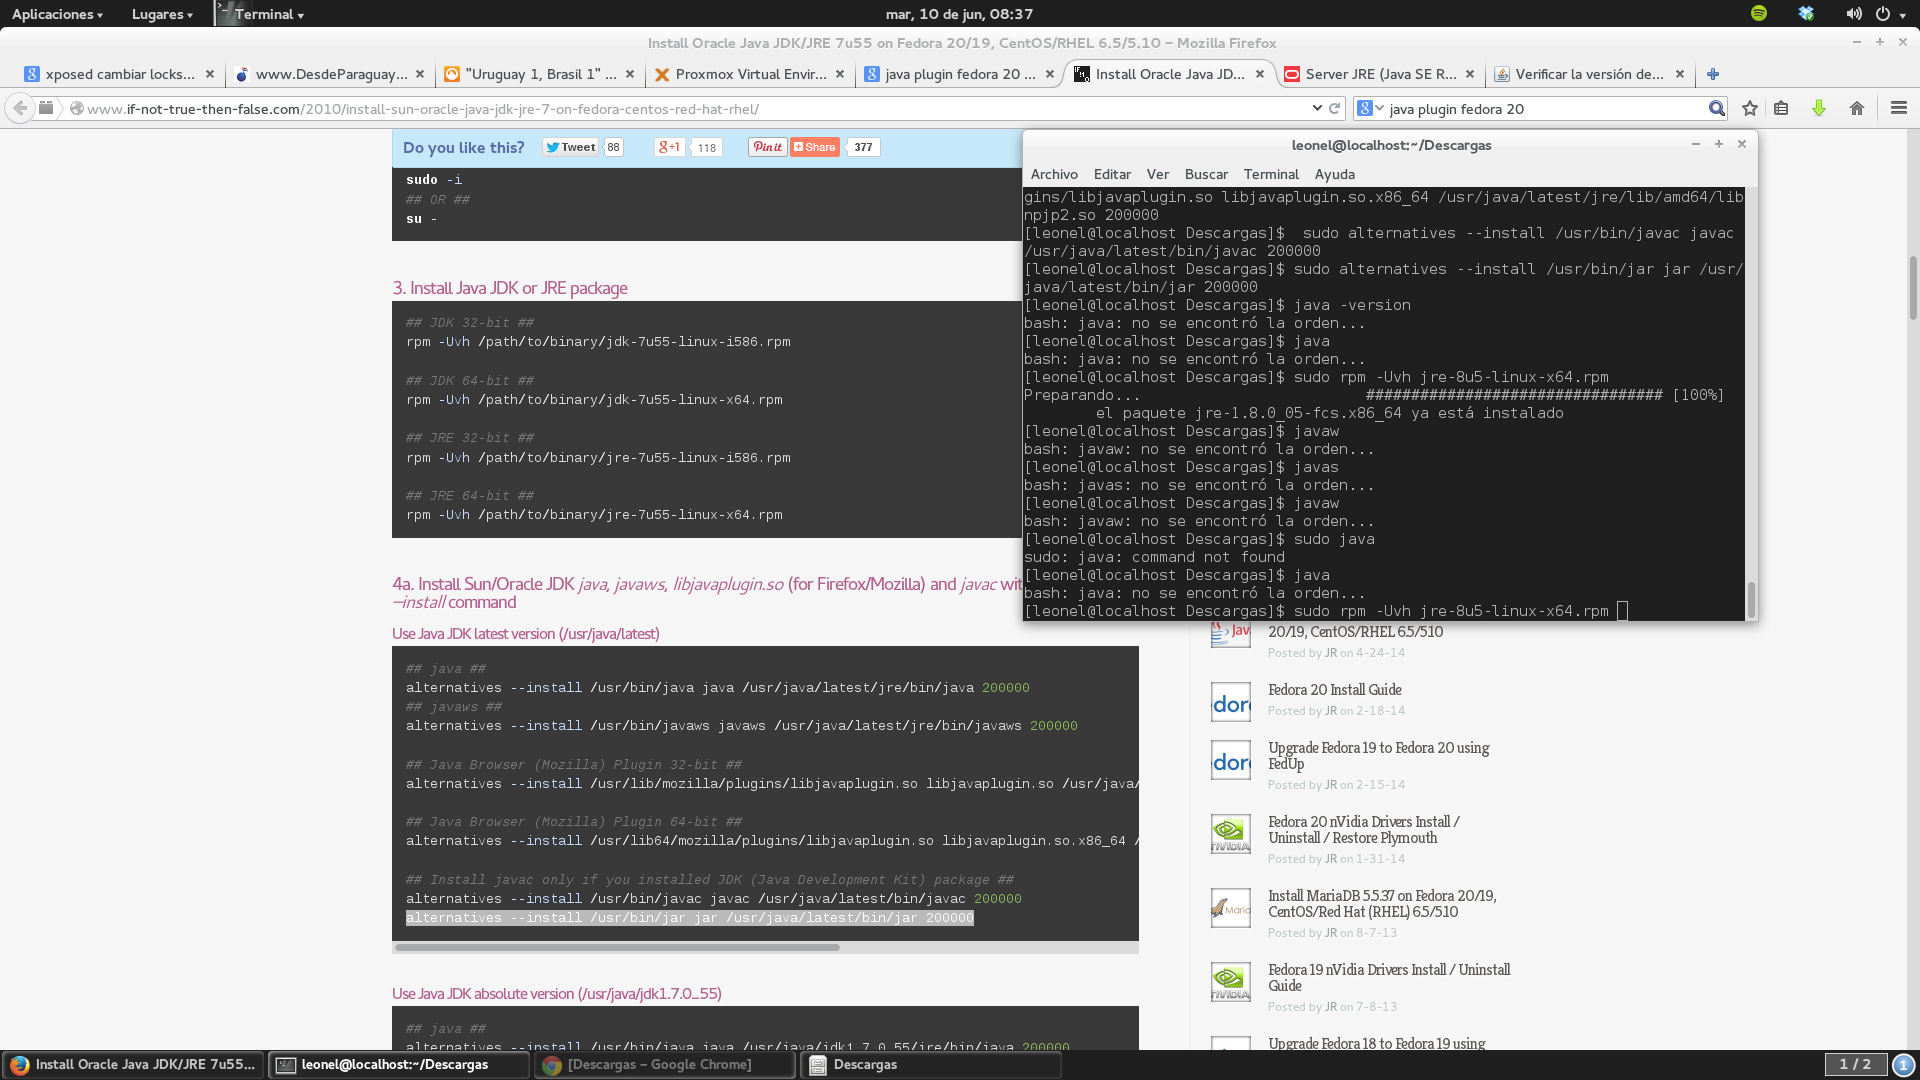 Aplicaciones
Lugares
Terminal
mar, 10 de jun, 08:37
Install Oracle Java JDK/JRE 7u55 on Fedora 20/19, CentOS/RHEL 6.5/5.10 – Mozilla Firefox
xposed cambiar locks...
www.DesdeParaguay...
"Uruguay 1, Brasil 1" ...
Proxmox Virtual Envir...
java plugin fedora 20 ...
Install Oracle Java JD...
Server JRE (Java SE R...
Verificar la versión de...
www.if-not-true-then-false.com/2010/install-sun-oracle-java-jdk-jre-7-on-fedora-centos-red-hat-rhel/
java plugin fedora 20
Do you like this?
Tweet 88
+1 118
Pin it
Share 377
sudo -i
## OR ##
su -
3. Install Java JDK or JRE package
## JDK 32-bit ##
rpm -Uvh /path/to/binary/jdk-7u55-linux-i586.rpm
## JDK 64-bit ##
rpm -Uvh /path/to/binary/jdk-7u55-linux-x64.rpm
## JRE 32-bit ##
rpm -Uvh /path/to/binary/jre-7u55-linux-i586.rpm
## JRE 64-bit ##
rpm -Uvh /path/to/binary/jre-7u55-linux-x64.rpm
4a. Install Sun/Oracle JDK java, javaws, libjavaplugin.so (for Firefox/Mozilla) and javac wit
–install command
Use Java JDK latest version (/usr/java/latest)
## java ##
alternatives --install /usr/bin/java java /usr/java/latest/jre/bin/java 200000
## javaws ##
alternatives --install /usr/bin/javaws javaws /usr/java/latest/jre/bin/javaws 200000
## Java Browser (Mozilla) Plugin 32-bit ##
alternatives --install /usr/lib/mozilla/plugins/libjavaplugin.so libjavaplugin.so /usr/java/
## Java Browser (Mozilla) Plugin 64-bit ##
alternatives --install /usr/lib64/mozilla/plugins/libjavaplugin.so libjavaplugin.so.x86_64 /
## Install javac only if you installed JDK (Java Development Kit) package ##
alternatives --install /usr/bin/javac javac /usr/java/latest/bin/javac 200000
alternatives --install /usr/bin/jar jar /usr/java/latest/bin/jar 200000
Use Java JDK absolute version (/usr/java/jdk1.7.0_55)
## java ##
alternatives --install /usr/bin/java java /usr/java/jdk1.7.0_55/jre/bin/java 200000
leonel@localhost:~/Descargas
Archivo Editar Ver Buscar Terminal Ayuda
gins/libjavaplugin.so libjavaplugin.so.x86_64 /usr/java/latest/jre/lib/amd64/lib
npjp2.so 200000
[leonel@localhost Descargas]$  sudo alternatives --install /usr/bin/javac javac
/usr/java/latest/bin/javac 200000
[leonel@localhost Descargas]$ sudo alternatives --install /usr/bin/jar jar /usr/
java/latest/bin/jar 200000
[leonel@localhost Descargas]$ java -version
bash: java: no se encontró la orden...
[leonel@localhost Descargas]$ java
bash: java: no se encontró la orden...
[leonel@localhost Descargas]$ sudo rpm -Uvh jre-8u5-linux-x64.rpm
Preparando... ################################# [100%]
el paquete jre-1.8.0_05-fcs.x86_64 ya está instalado
[leonel@localhost Descargas]$ javaw
bash: javaw: no se encontró la orden...
[leonel@localhost Descargas]$ javas
bash: javas: no se encontró la orden...
[leonel@localhost Descargas]$ javaw
bash: javaw: no se encontró la orden...
[leonel@localhost Descargas]$ sudo java
sudo: java: command not found
[leonel@localhost Descargas]$ java
bash: java: no se encontró la orden...
[leonel@localhost Descargas]$ sudo rpm -Uvh jre-8u5-linux-x64.rpm
Java
20/19, CentOS/RHEL 6.5/5.10
Posted by JR on 4-24-14
dor
Fedora 20 Install Guide
Posted by JR on 2-18-14
dor
Upgrade Fedora 19 to Fedora 20 using
FedUp
Posted by JR on 2-15-14
NVIDIA
Fedora 20 nVidia Drivers Install /
Uninstall / Restore Plymouth
Posted by JR on 1-31-14
Maria
Install MariaDB 5.5.37 on Fedora 20/19,
CentOS/Red Hat (RHEL) 6.5/5.10
Posted by JR on 8-7-13
NVIDIA
Fedora 19 nVidia Drivers Install / Uninstall
Guide
Posted by JR on 7-8-13
Upgrade Fedora 18 to Fedora 19 using
Install Oracle Java JDK/JRE 7u55...
leonel@localhost:~/Descargas
[Descargas – Google Chrome]
Descargas
1 / 2
1